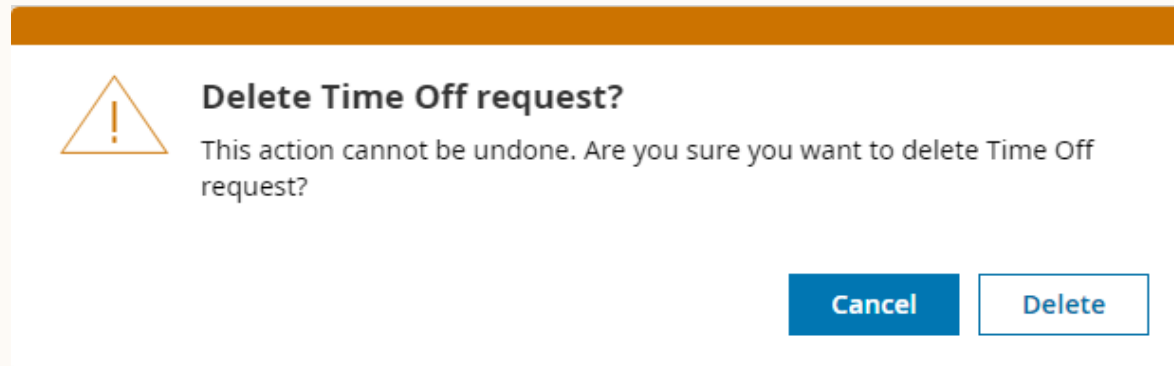 Delete Time Off request?
This action cannot be undone. Are you sure you want to delete Time Off
request?
Cancel
Delete